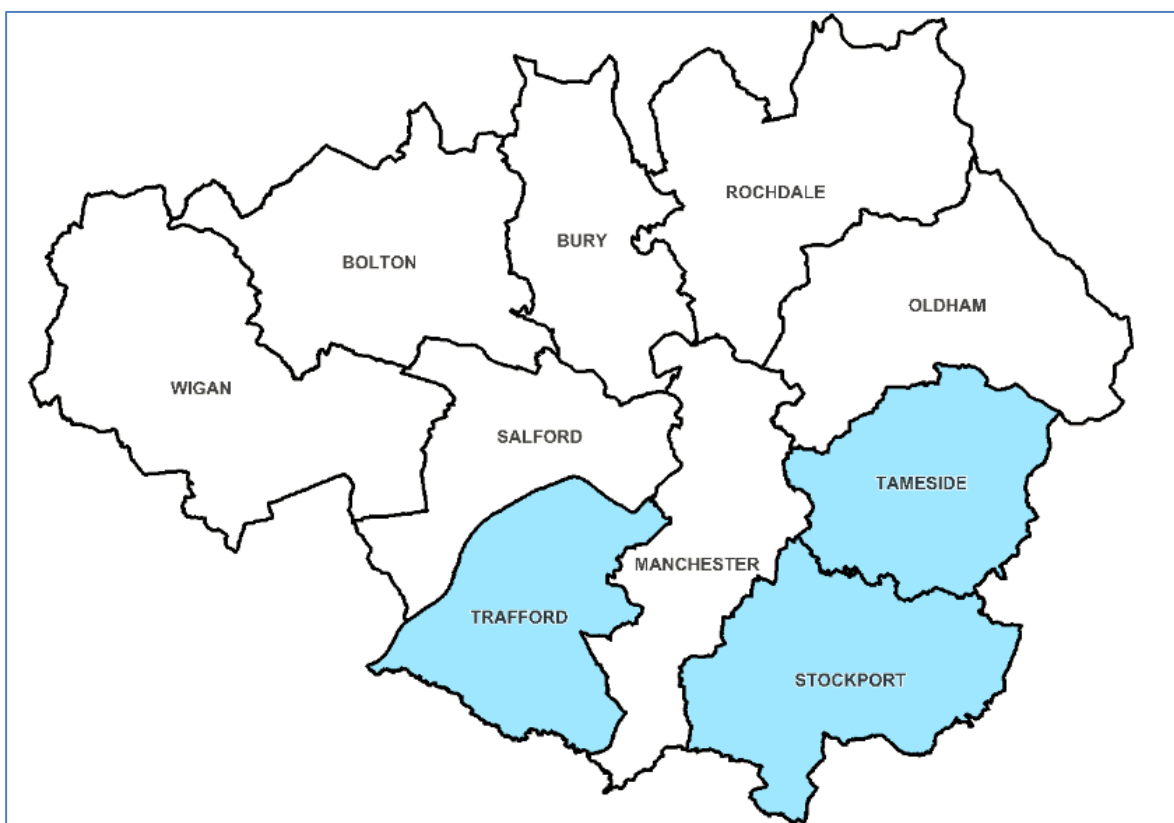 ROCHDALE
BURY
BOLTON
OLDHAM
WIGAN
SALFORD
TAMESIDE
MANCHESTER
TRAFFORD
STOCKPORT